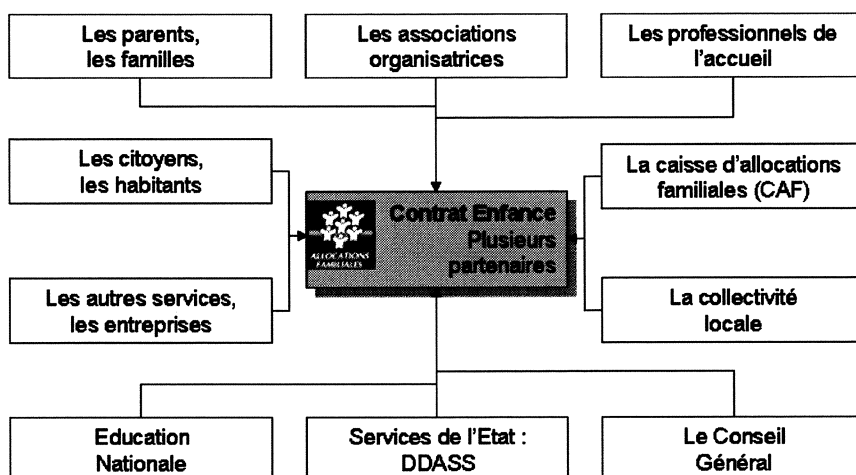 Les parents,
les familles
Les associations
organisatrices
Les professionnels de
l'accueil
Les citoyens,
les habitants
La caisse d'allocations
familiales (CAF)
ALLOCATIONS
FAMILIALES
Contrat Enfance
Plusieurs
partenaires
Les autres services,
les entreprises
La collectivité
locale
Education
Nationale
Services de l'Etat :
DDASS
Le Conseil
Général